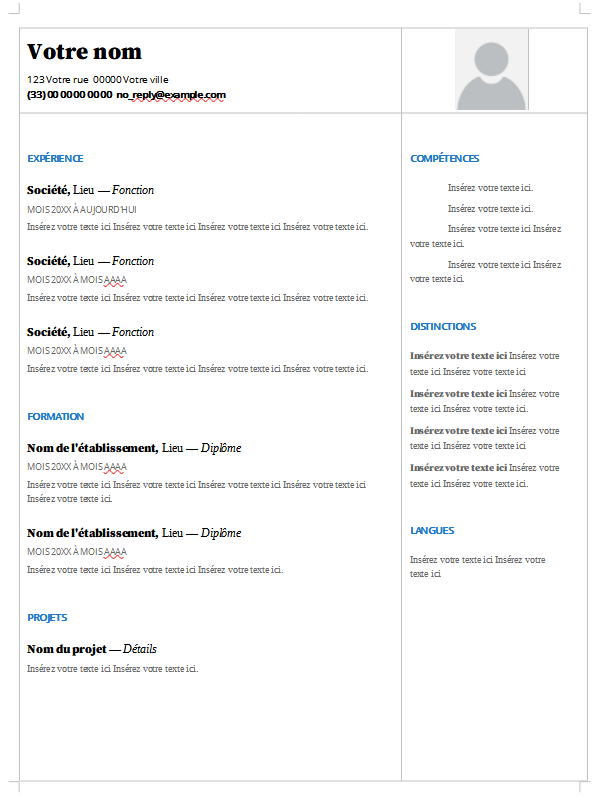 Votre nom
123 Votre rue 00000 Votre ville
(33) 00 00 00 00 00 no_reply@example.com
EXPÉRIENCE
Société, Lieu — Fonction
MOIS 20XX À AUJOURD'HUI
Insérez votre texte ici Insérez votre texte ici Insérez votre texte ici Insérez votre texte ici.
Société, Lieu — Fonction
MOIS 20XX À MOIS AAAA
Insérez votre texte ici Insérez votre texte ici Insérez votre texte ici Insérez votre texte ici.
Société, Lieu — Fonction
MOIS 20XX À MOIS AAAA
Insérez votre texte ici Insérez votre texte ici Insérez votre texte ici Insérez votre texte ici.
FORMATION
Nom de l'établissement, Lieu — Diplôme
MOIS 20XX À MOIS AAAA
Insérez votre texte ici Insérez votre texte ici Insérez votre texte ici Insérez votre texte ici
Insérez votre texte ici.
Nom de l'établissement, Lieu — Diplôme
MOIS 20XX À MOIS AAAA
Insérez votre texte ici Insérez votre texte ici Insérez votre texte ici.
PROJETS
Nom du projet — Détails
Insérez votre texte ici Insérez votre texte ici.
COMPÉTENCES
Insérez votre texte ici.
Insérez votre texte ici.
Insérez votre texte ici Insérez
votre texte ici.
Insérez votre texte ici Insérez
votre texte ici.
DISTINCTIONS
Insérez votre texte ici Insérez votre
texte ici Insérez votre texte ici
Insérez votre texte ici Insérez votre
texte ici. Insérez votre texte ici.
Insérez votre texte ici Insérez votre
texte ici Insérez votre texte ici
Insérez votre texte ici Insérez votre
texte ici Insérez votre texte ici.
LANGUES
Insérez votre texte ici Insérez votre
texte ici